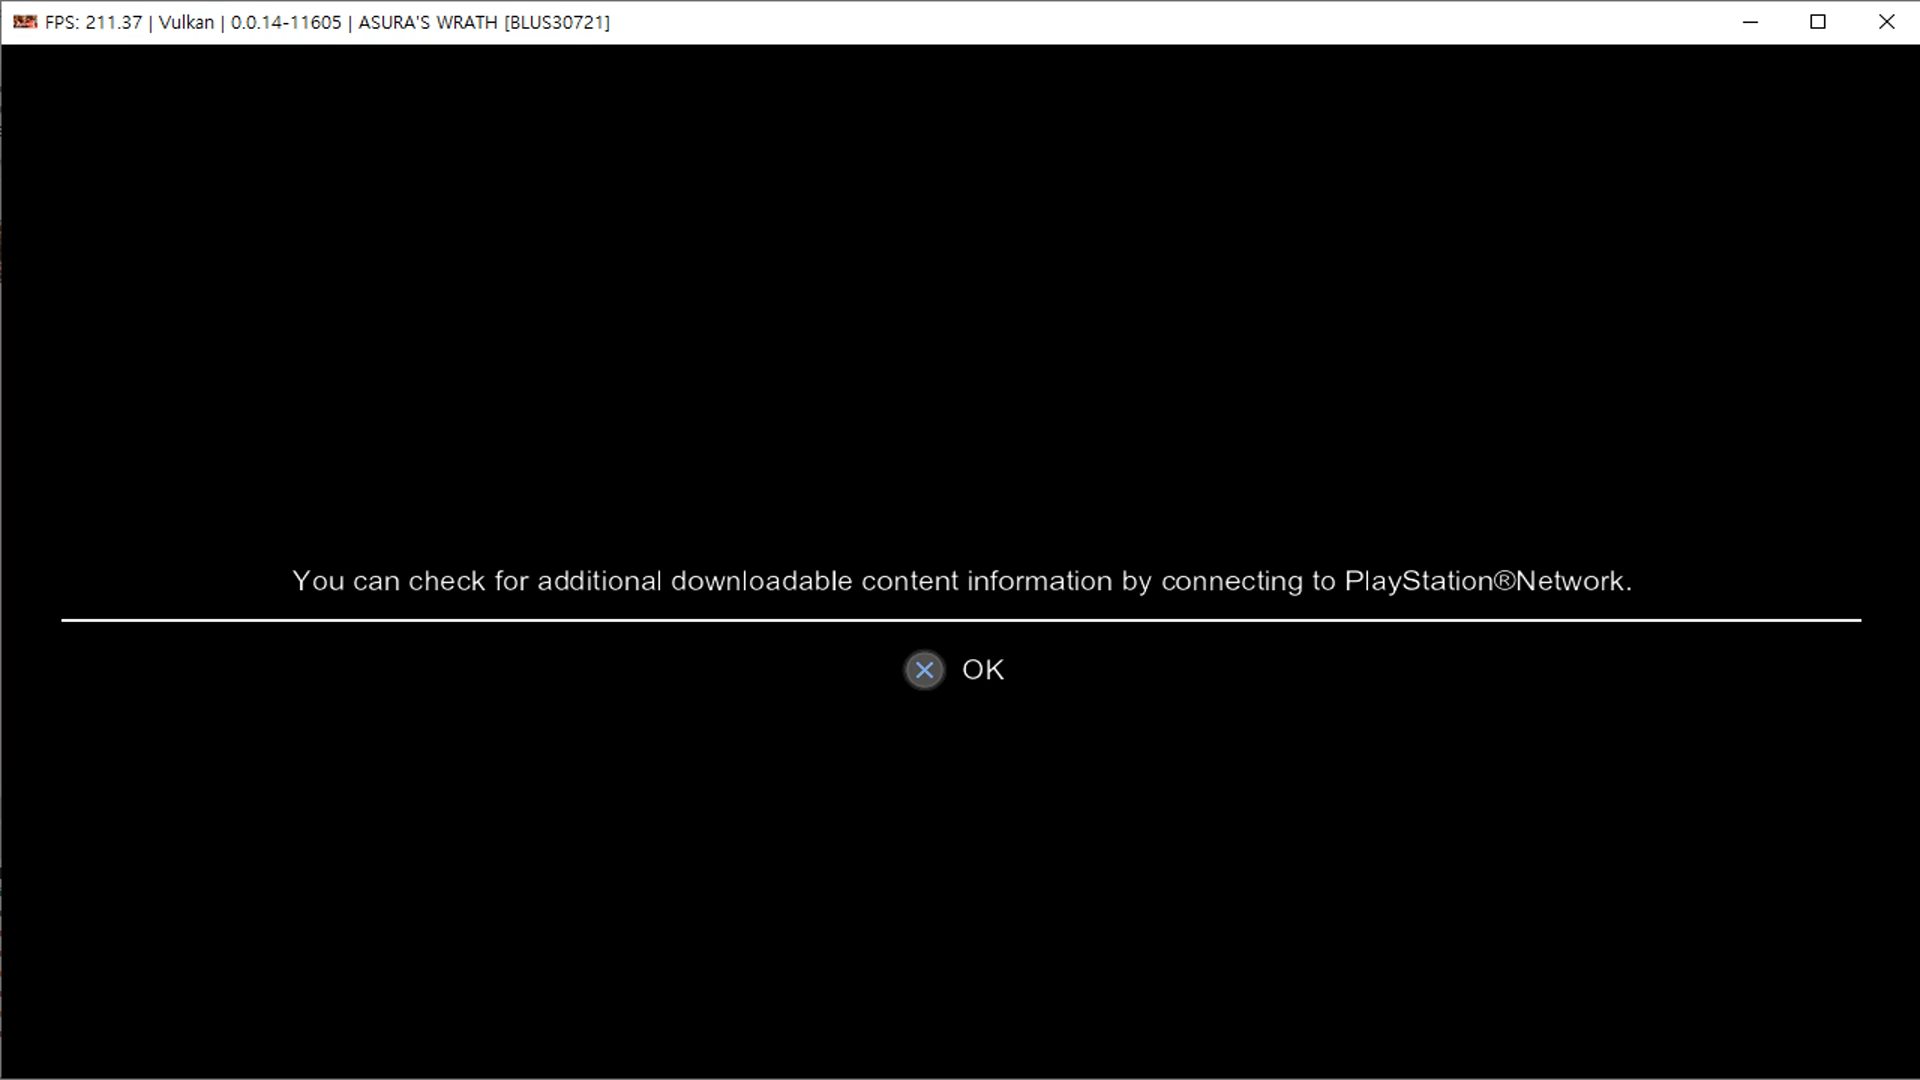 FPS: 211.37 | Vulkan | 0.0.14-11605 | ASURA'S WRATH [BLUS30721]
You can check for additional downloadable content information by connecting to PlayStation®Network.
OK